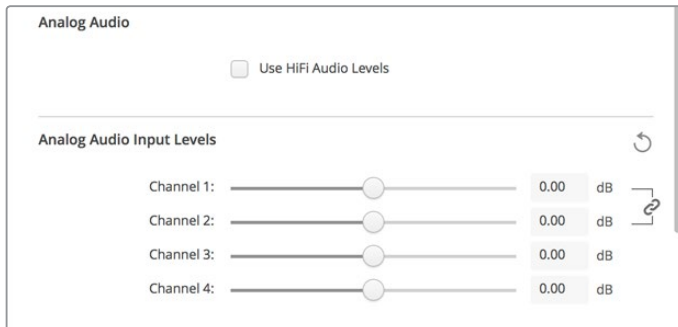 Analog Audio
Use HiFi Audio Levels
Analog Audio Input Levels
Channel 1: 0.00 dB
Channel 2: 0.00 dB
Channel 3: 0.00 dB
Channel 4: 0.00 dB